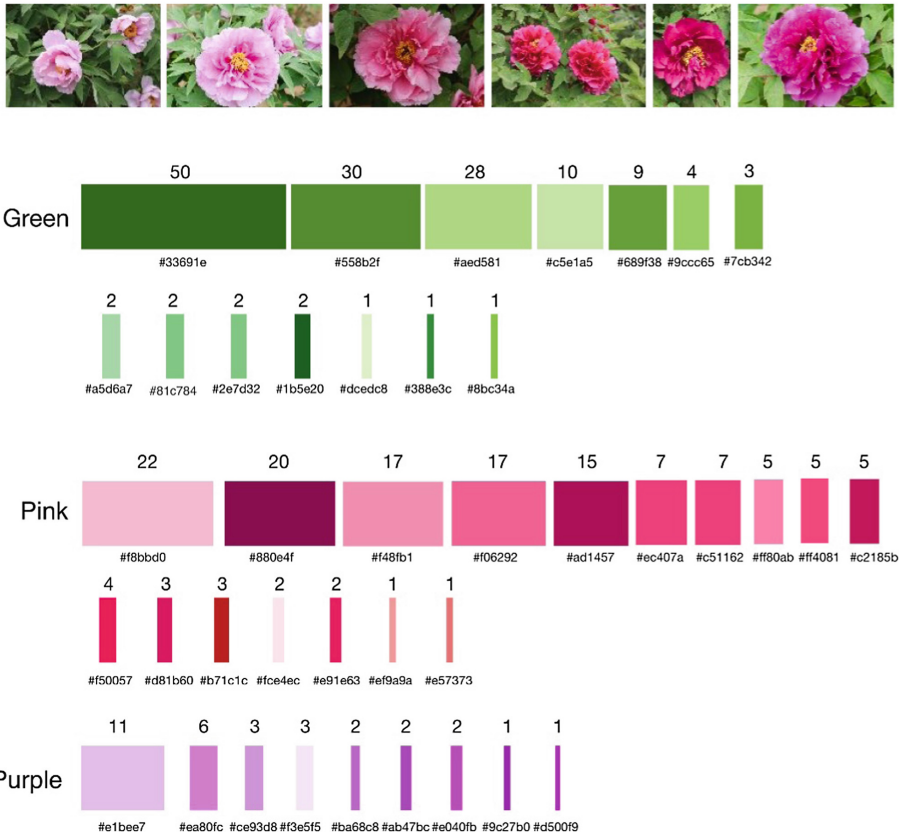 50 30 28 10 9 4 3
Green
#33691e #558b2f #aed581 #c5e1a5 #689f38 #9ccc65 #7cb342
2 2 2 2 1 1 1
#a5d6a7 #81c784 #2e7d32 #1b5e20 #dcedc8 #388e3c #8bc34a
22 20 17 17 15 7 7 5 5 5
Pink
#f8bbd0 #880e4f #f48fb1 #f06292 #ad1457 #ec407a #c51162 #ff80ab #ff4081 #c2185b
4 3 3 2 2 1 1
#f50057 #d81b60 #b71c1c #fce4ec #e91e63 #ef9a9a #e57373
11 6 3 3 2 2 2 1 1
Purple
#e1bee7 #ea80fc #ce93d8 #f3e5f5 #ba68c8 #ab47bc #e040fb #9c27b0 #d500f9